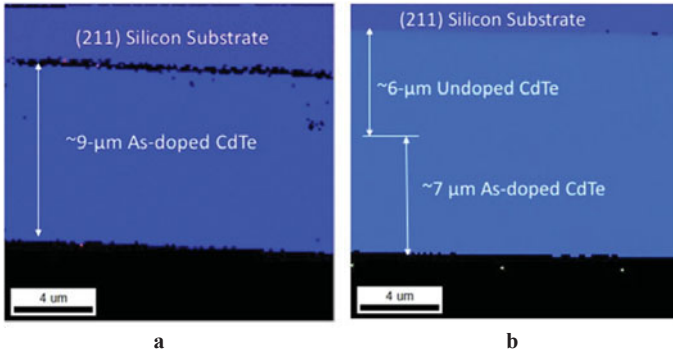 (211) Silicon Substrate
~9-μm As-doped CdTe
4 um
a
(211) Silicon Substrate
~6-μm Undoped CdTe
~7 μm As-doped CdTe
4 um
b